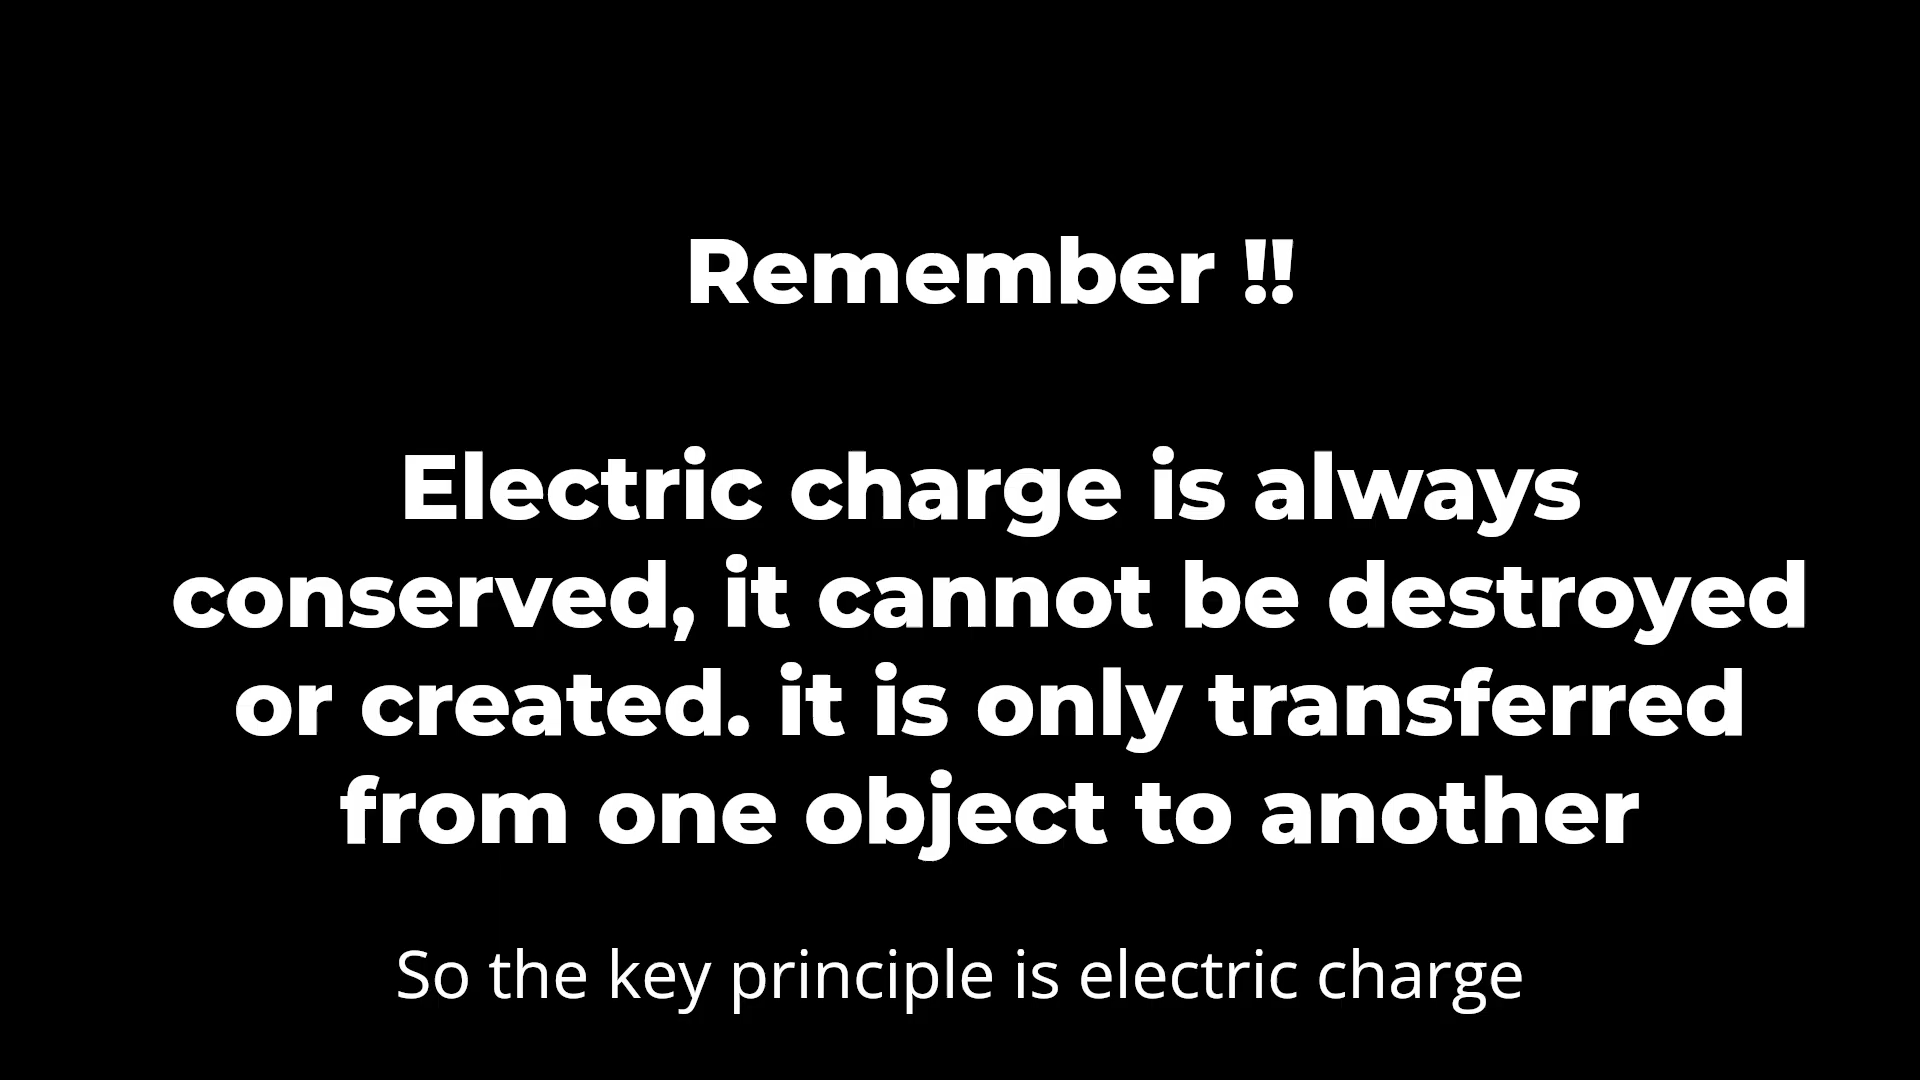 Remember !!
Electric charge is always
conserved, it cannot be destroyed
or created. it is only transferred
from one object to another
So the key principle is electric charge